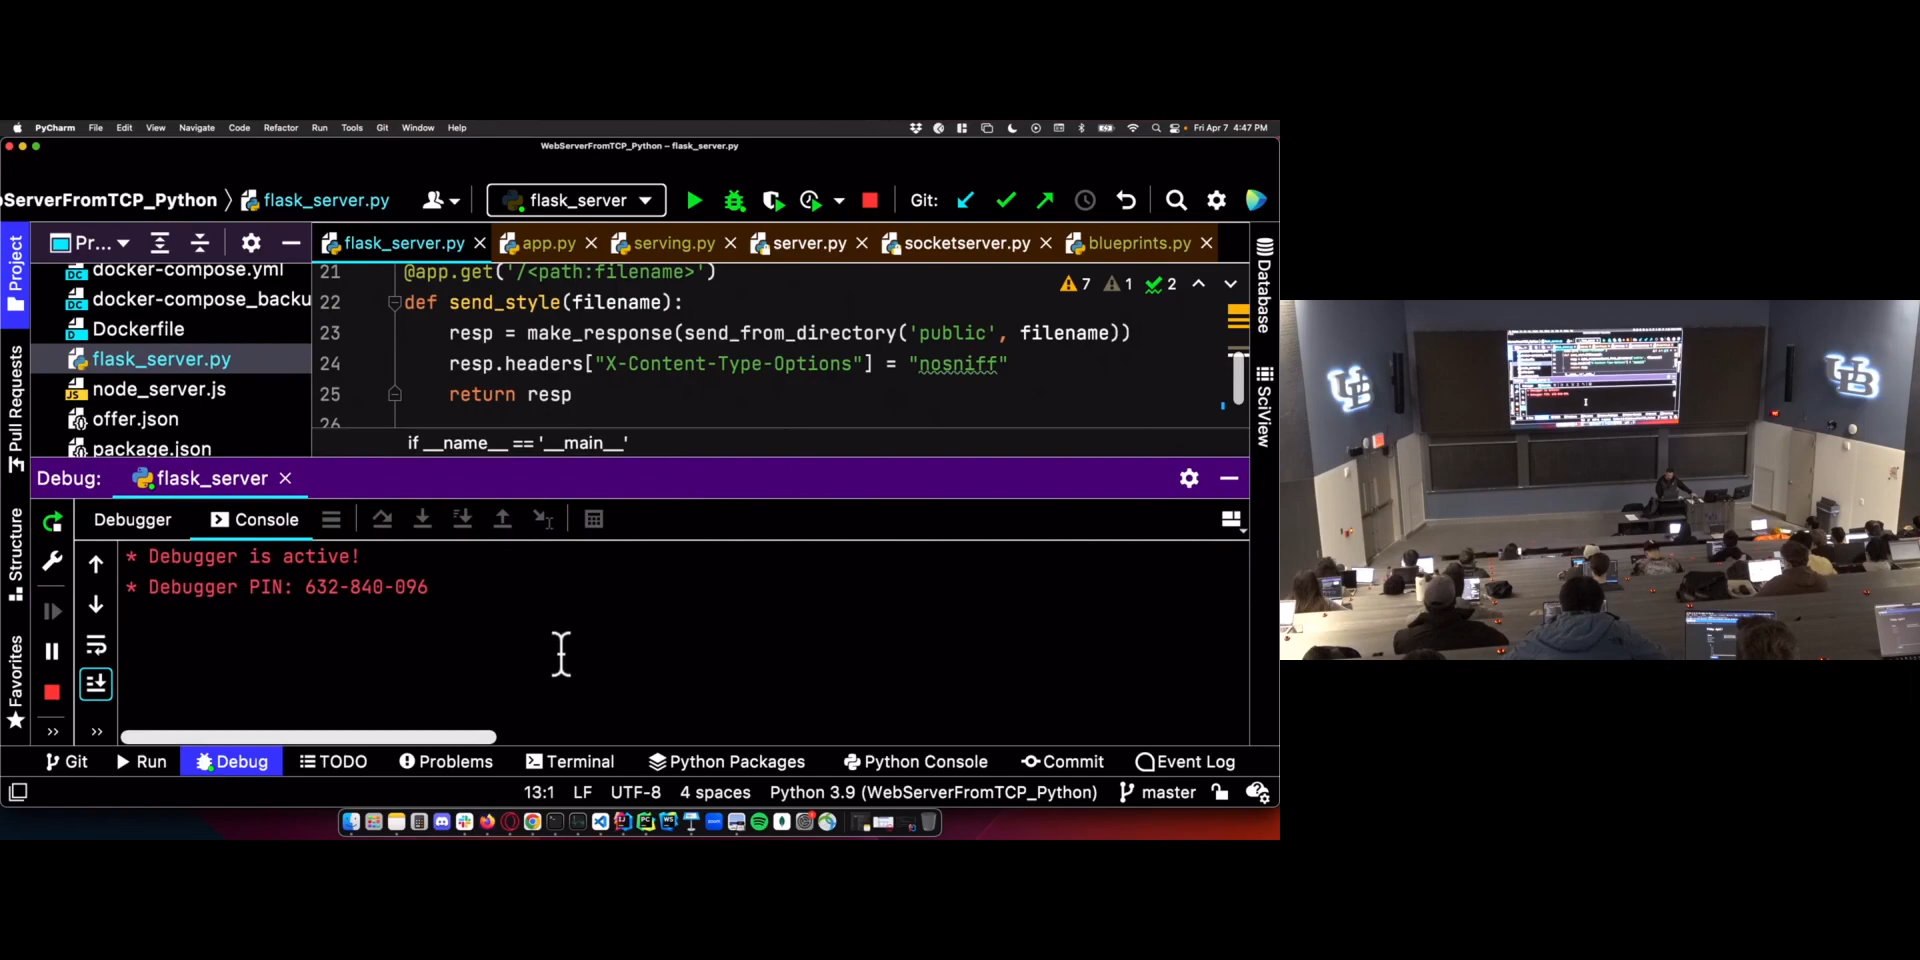 PyCharm File Edit View Navigate Code Refactor Run Tools Git Window Help Fri Apr 7 4:47 PM
WebServerFromTCP_Python – flask_server.py
oServerFromTCP_Python flask_server.py flask_server Git:
Project
Pr...
flask_server.py app.py serving.py server.py socketserver.py blueprints.py
docker-compose.yml
docker-compose_backu
Dockerfile
flask_server.py
node_server.js
offer.json
package.json
21 @app.get('/<path:filename>')
22 def send_style(filename):
23 resp = make_response(send_from_directory('public', filename))
24 resp.headers["X-Content-Type-Options"] = "nosniff"
25 return resp
26
7 1 2
if __name__ == '__main__'
Database
SciView
Pull Requests
Structure
Favorites
Debug: flask_server
Debugger Console
* Debugger is active!
* Debugger PIN: 632-840-096
Git Run Debug TODO Problems Terminal Python Packages Python Console Commit Event Log
13:1 LF UTF-8 4 spaces Python 3.9 (WebServerFromTCP_Python) master
UB
UB